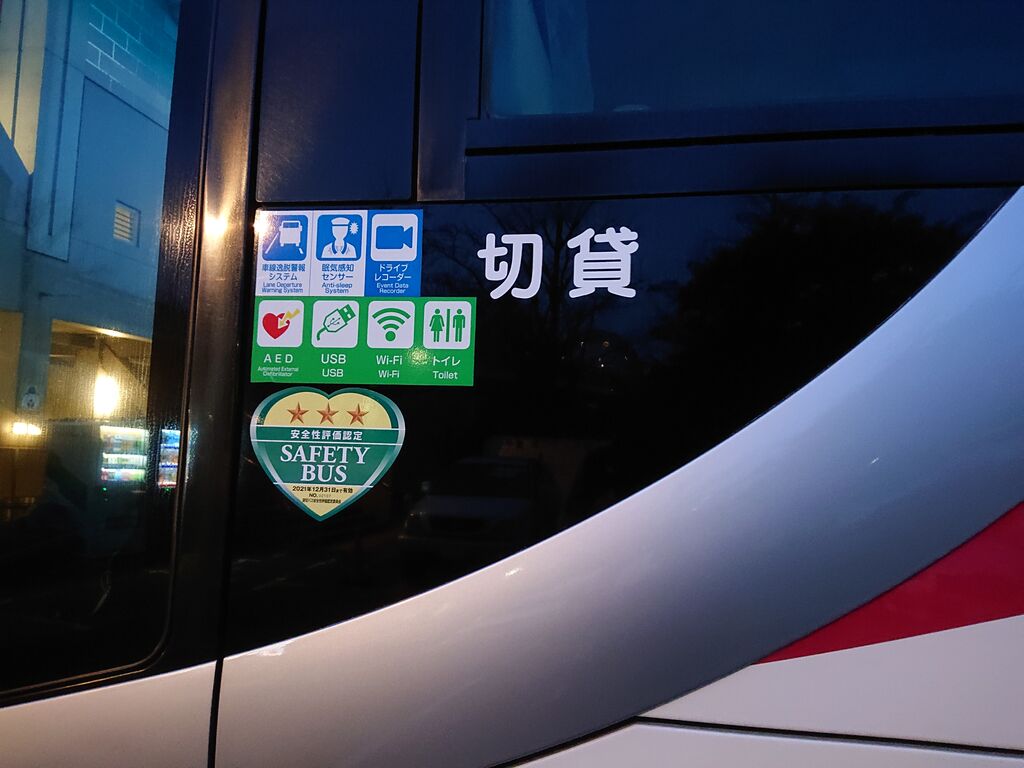 車線逸脱警報
システム
Lane Departure
Warning System
眠気感知
センサー
Anti-sleep
System
ドライブ
レコーダー
Event Data
Recorder
切貸
AED
Automated External
Defibrillator
USB
USB
Wi-Fi
Wi-Fi
トイレ
Toilet
安全性評価認定
SAFETY
BUS
2021年12月31日まで有効
NO.